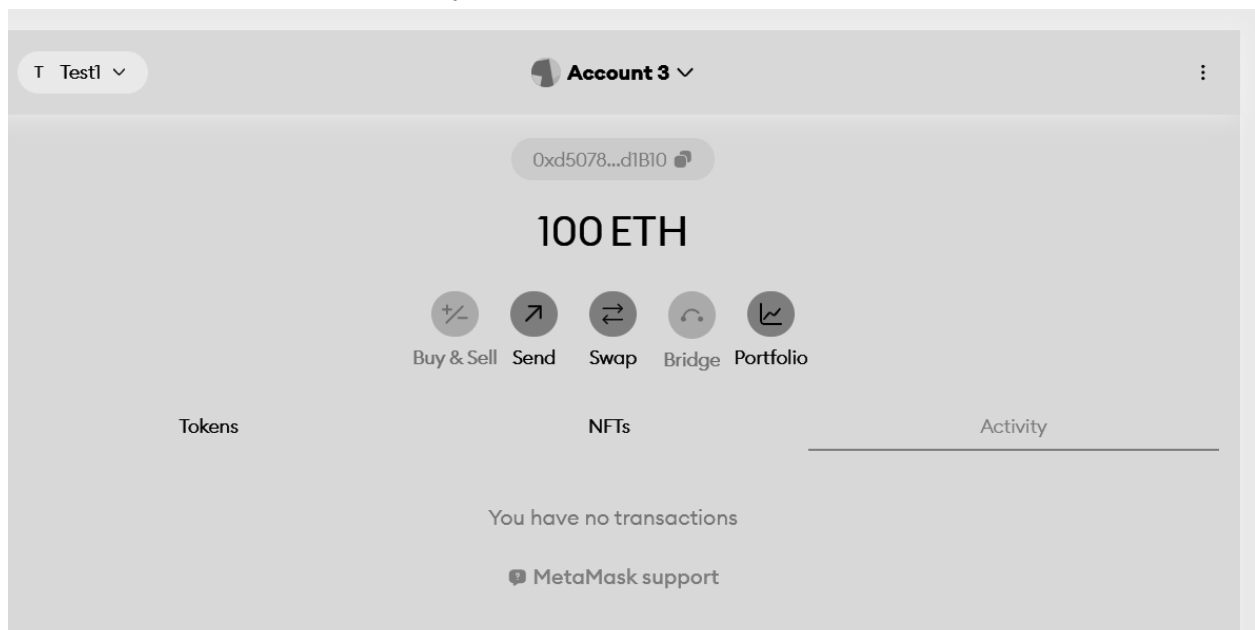 T Test1
Account 3
0xd5078...d1B10
100 ETH
Buy & Sell Send Swap Bridge Portfolio
Tokens NFTs Activity
You have no transactions
MetaMask support